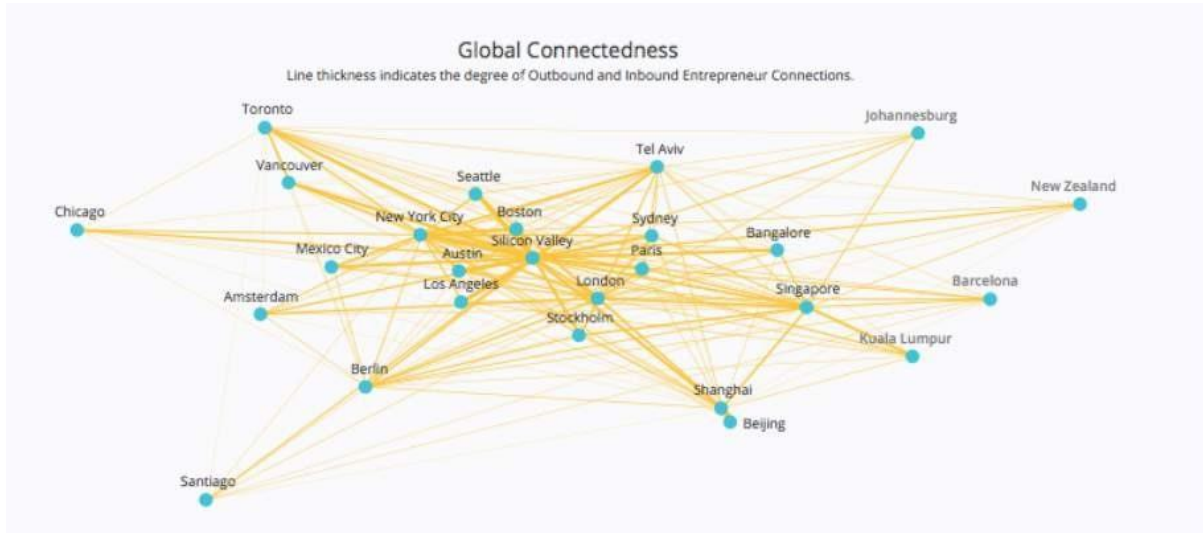 Global Connectedness
Line thickness indicates the degree of Outbound and Inbound Entrepreneur Connections.
Toronto
Johannesburg
Tel Aviv
Vancouver
Seattle
New Zealand
Chicago
New York City
Boston
Sydney
Bangalore
Mexico City
Silicon Valley
Austin
Paris
Los Angeles
London
Barcelona
Amsterdam
Singapore
Stockholm
Kuala Lumpur
Berlin
Shanghai
Beijing
Santiago